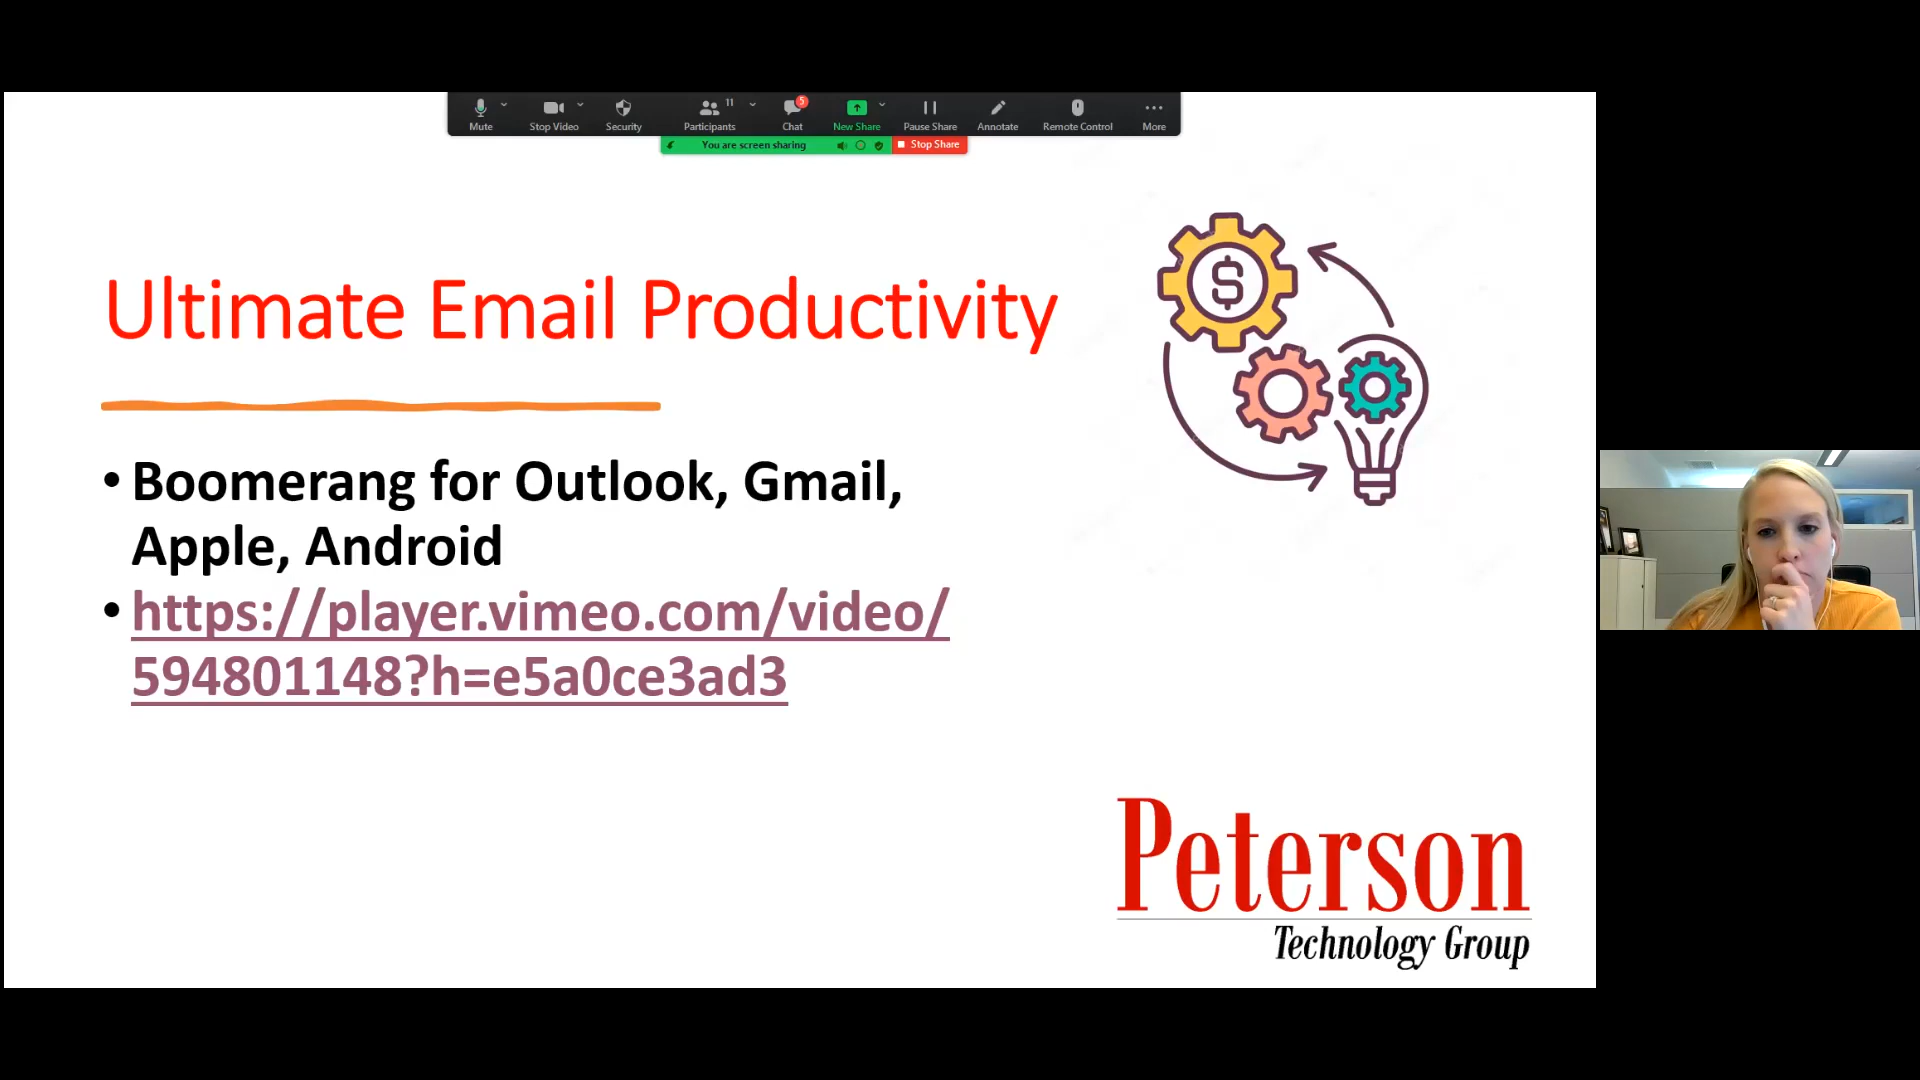 11
5
Mute
Stop Video
Security
Participants
Chat
New Share
Pause Share
Annotate
Remote Control
More
You are screen sharing
Stop Share
$
Ultimate Email Productivity
• Boomerang for Outlook, Gmail,
Apple, Android
• https://player.vimeo.com/video/
594801148?h=e5a0ce3ad3
Peterson
Technology Group